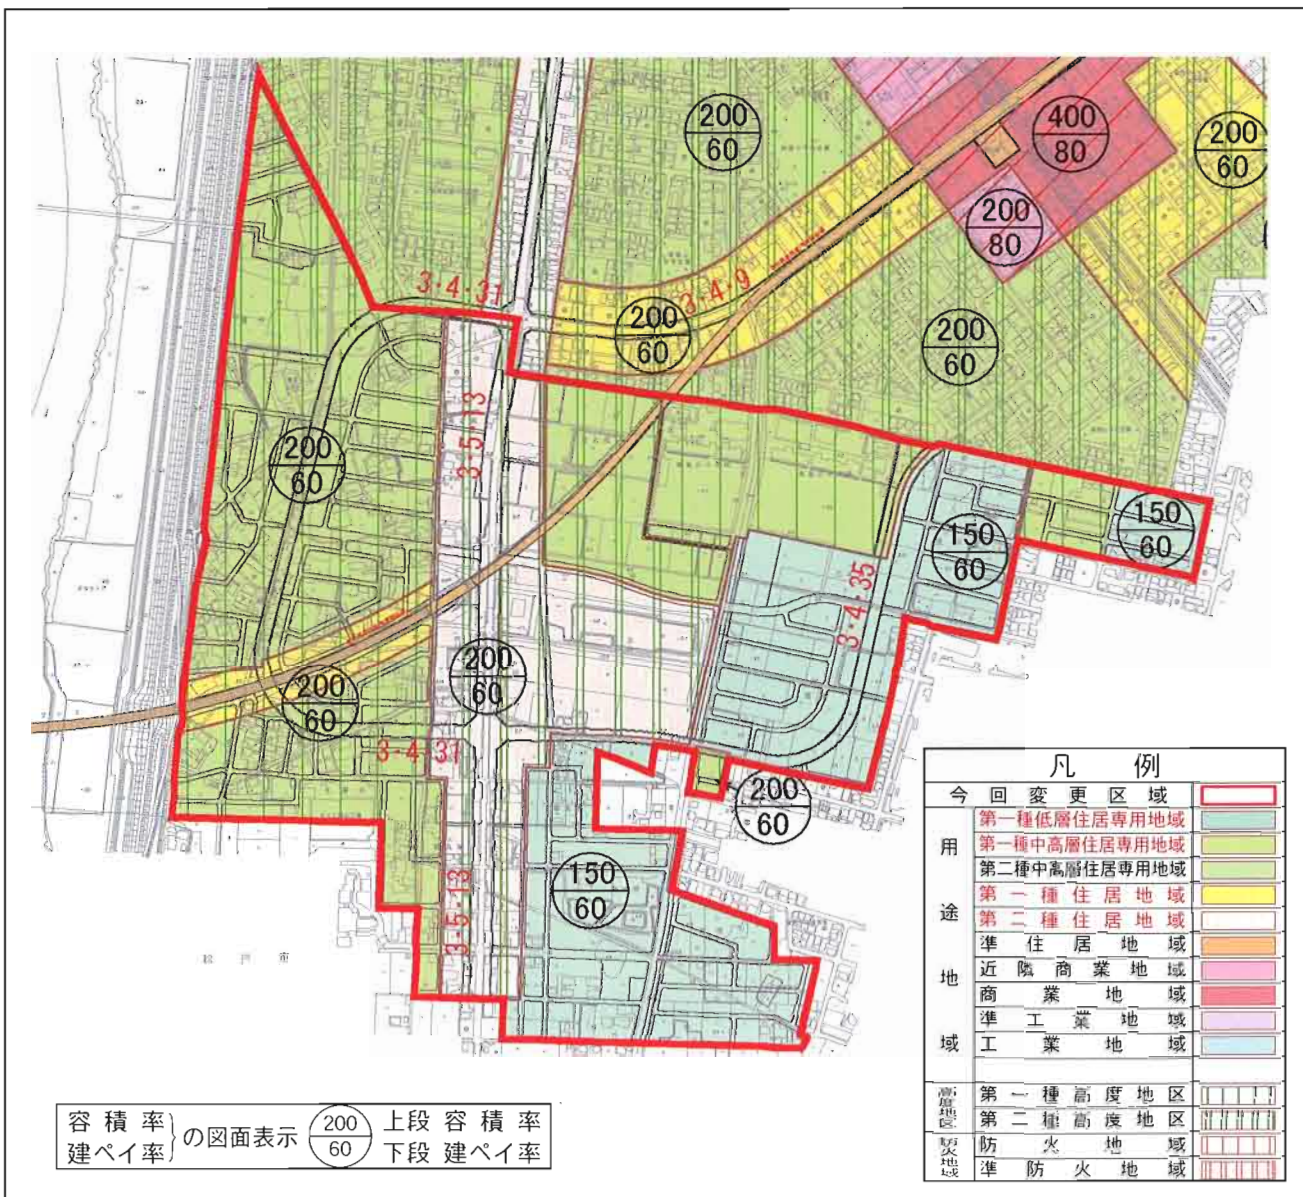 200
60
400
80
200
60
200
80
3・4・31
3・4・9
200
60
200
60
3・5・13
200
60
150
60
150
60
3・4・35
200
60
200
60
3・4・31
200
60
150
60
3・5・13
凡 例
今回変更区域
用途地域
第一種低層住居専用地域
第一種中高層住居専用地域
第二種中高層住居専用地域
第一種住居地域
第二種住居地域
準住居地域
近隣商業地域
商業地域
準工業地域
工業地域
高度地区
第一種高度地区
第二種高度地区
防火地域
防火地域
準防火地域
容積率
建ペイ率
の図面表示
200
60
上段 容積率
下段 建ペイ率